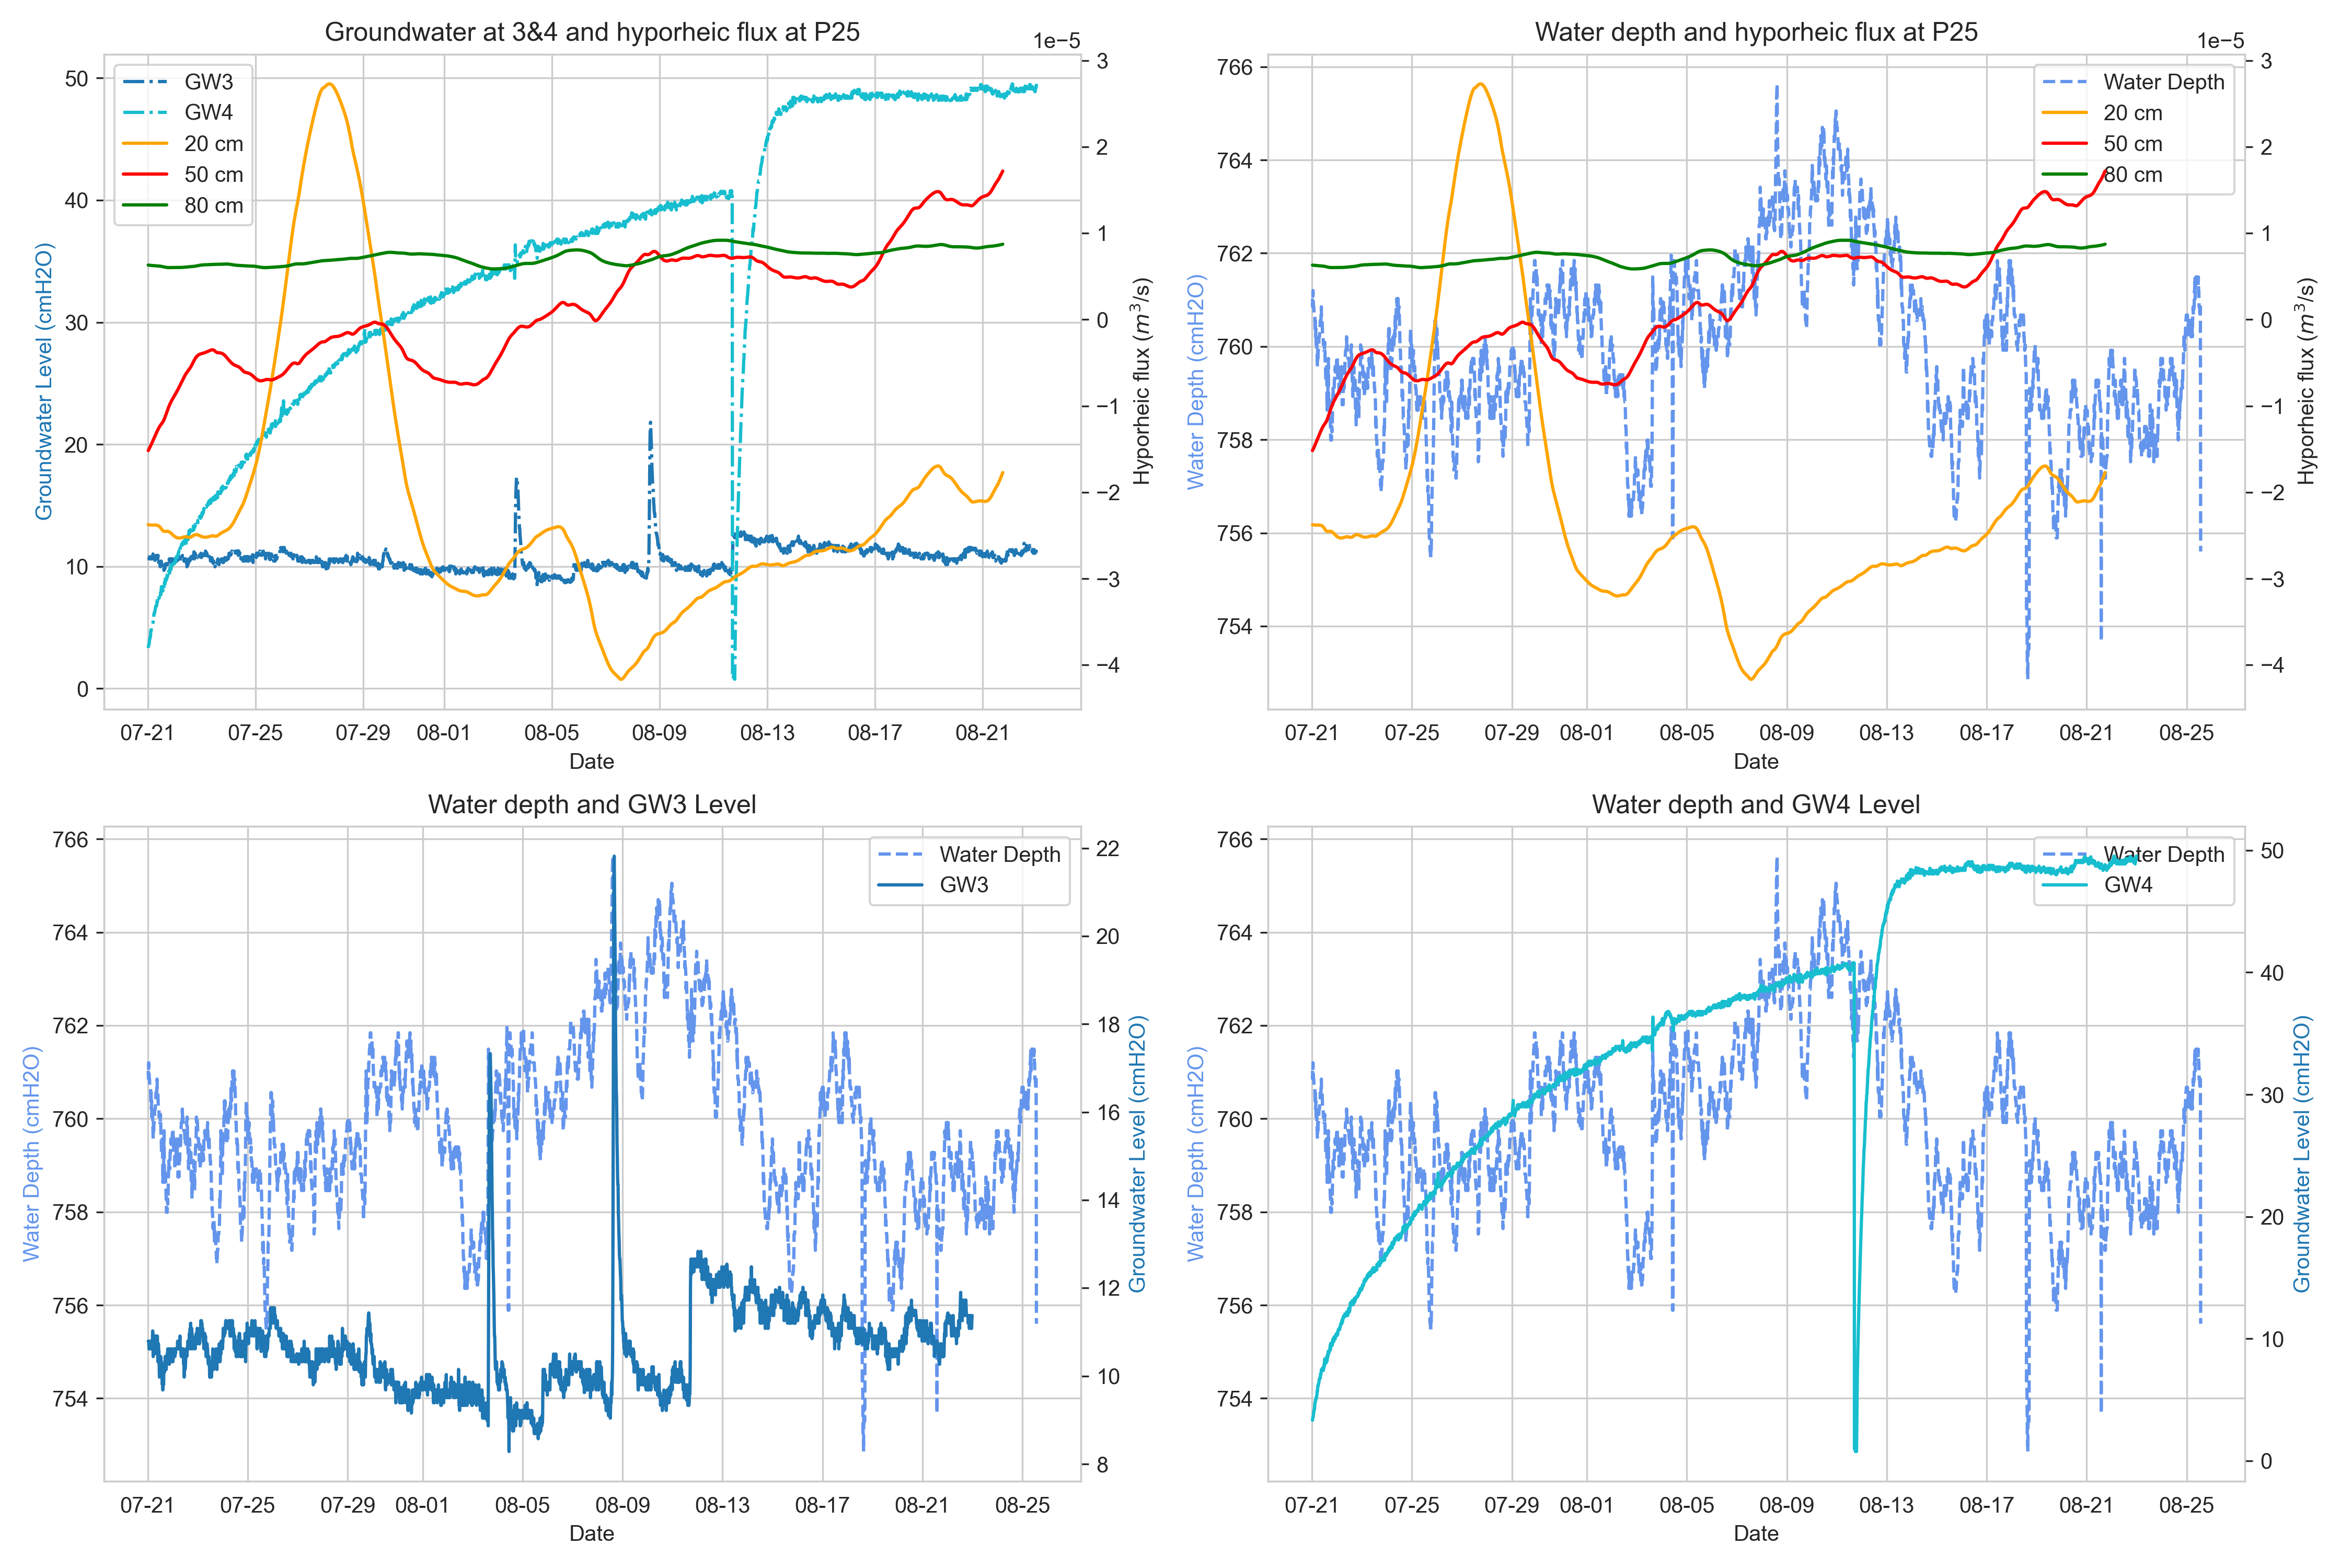 Groundwater at 3&4 and hyporheic flux at P25
1e−5
GW3
GW4
20 cm
50 cm
80 cm
Groundwater Level (cmH2O)
50
40
30
20
10
0
3
2
1
0
−1
−2
−3
−4
Hyporheic flux (m³/s)
07-21 07-25 07-29 08-01 08-05 08-09 08-13 08-17 08-21
Date
Water depth and hyporheic flux at P25
1e−5
Water Depth
20 cm
50 cm
80 cm
Water Depth (cmH2O)
766
764
762
760
758
756
754
3
2
1
0
−1
−2
−3
−4
Hyporheic flux (m³/s)
07-21 07-25 07-29 08-01 08-05 08-09 08-13 08-17 08-21 08-25
Date
Water depth and GW3 Level
Water Depth
GW3
Water Depth (cmH2O)
766
764
762
760
758
756
754
22
20
18
16
14
12
10
8
Groundwater Level (cmH2O)
07-21 07-25 07-29 08-01 08-05 08-09 08-13 08-17 08-21 08-25
Date
Water depth and GW4 Level
Water Depth
GW4
Water Depth (cmH2O)
766
764
762
760
758
756
754
50
40
30
20
10
0
Groundwater Level (cmH2O)
07-21 07-25 07-29 08-01 08-05 08-09 08-13 08-17 08-21 08-25
Date